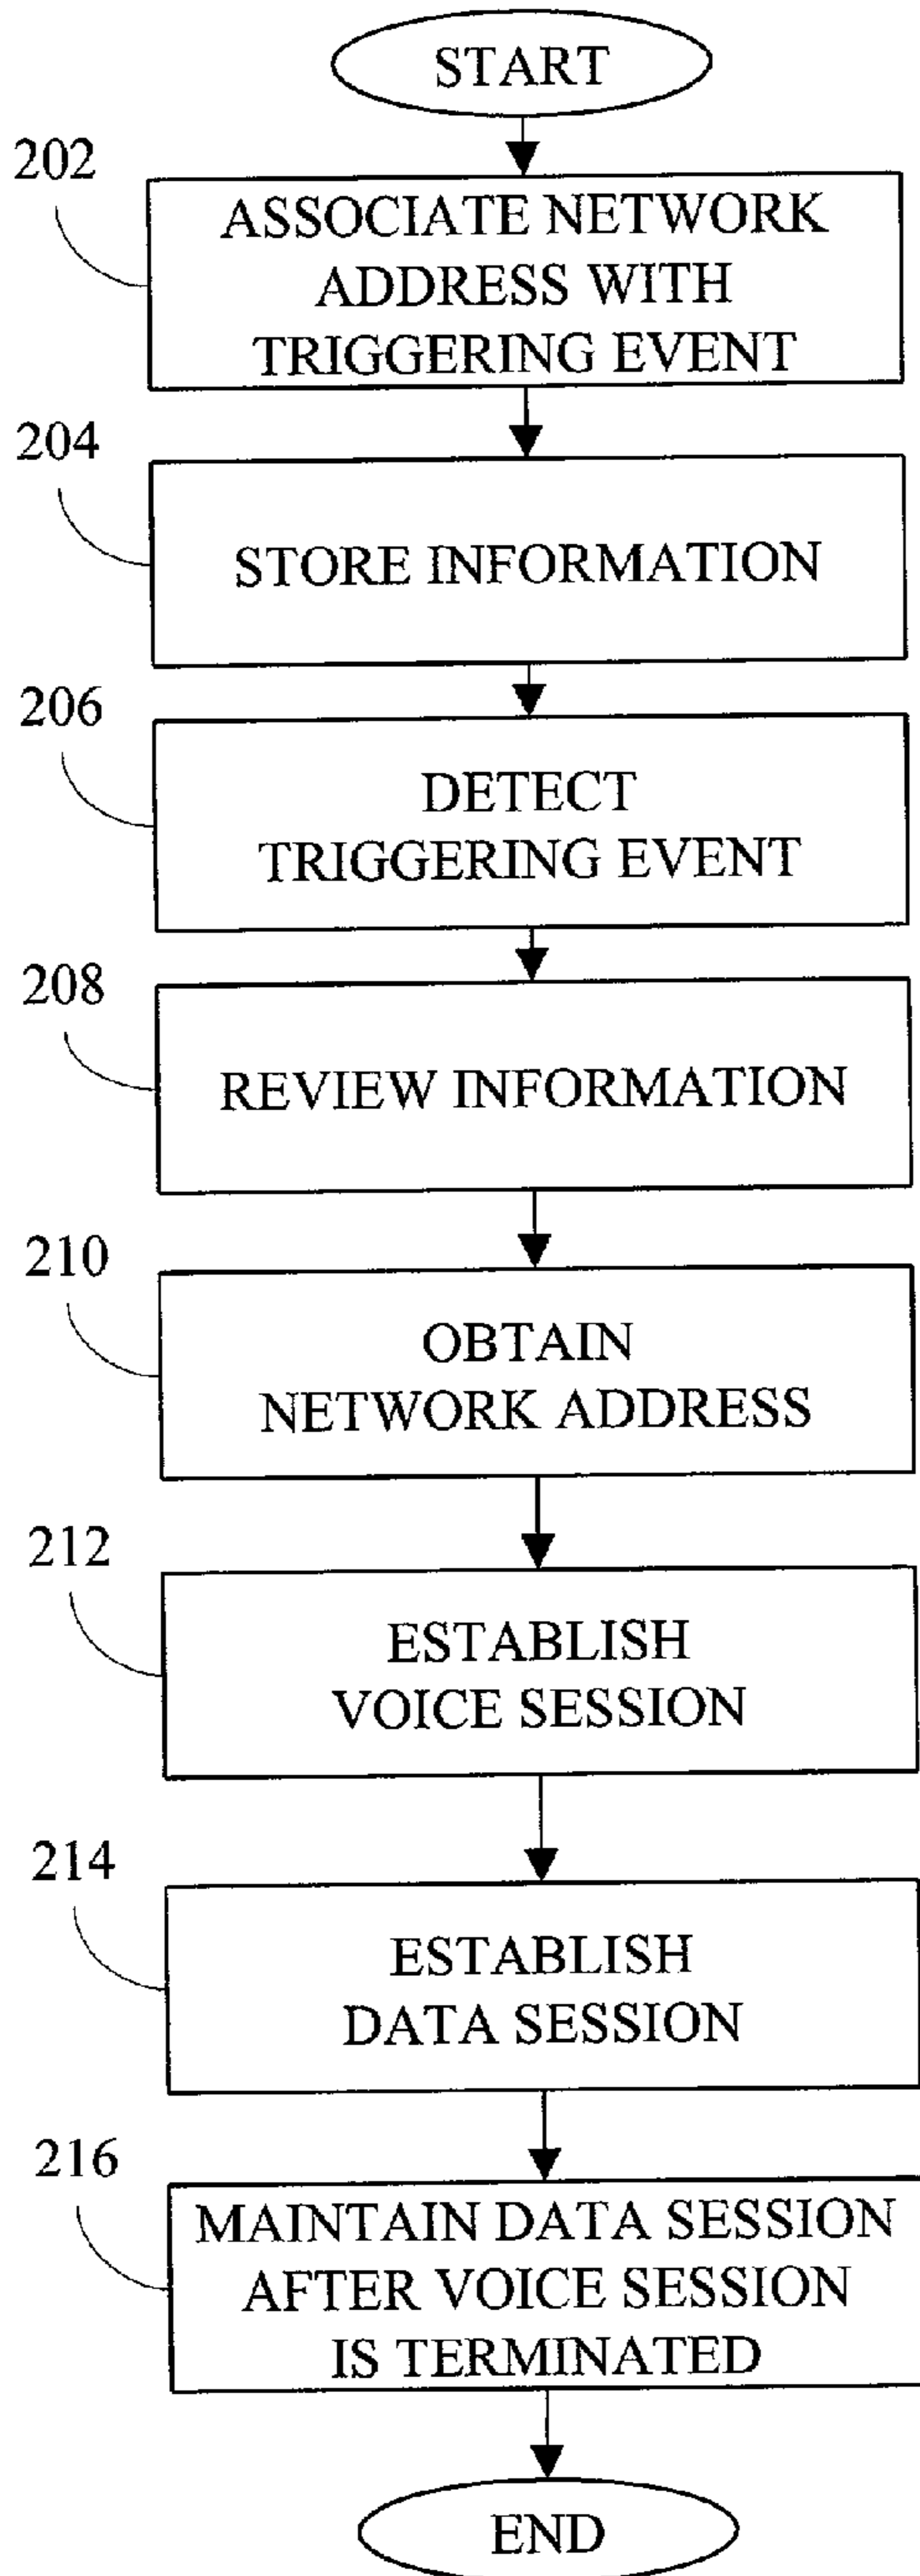 START
202
ASSOCIATE NETWORK
ADDRESS WITH
TRIGGERING EVENT
204
STORE INFORMATION
206
DETECT
TRIGGERING EVENT
208
REVIEW INFORMATION
210
OBTAIN
NETWORK ADDRESS
212
ESTABLISH
VOICE SESSION
214
ESTABLISH
DATA SESSION
216
MAINTAIN DATA SESSION
AFTER VOICE SESSION
IS TERMINATED
END